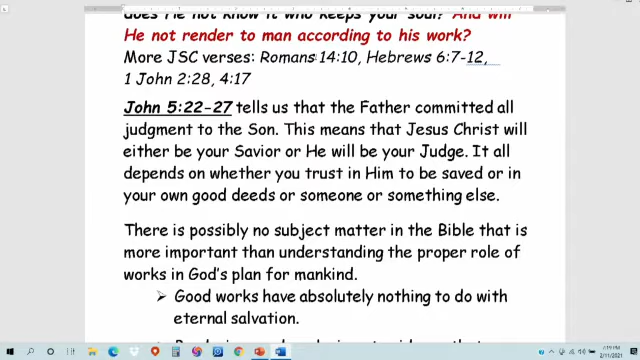 does He not know it who keeps your soul? And will
He not render to man according to his work?
More JSC verses: Romans 14:10, Hebrews 6:7-12,
1 John 2:28, 4:17
John 5:22-27 tells us that the Father committed all
judgment to the Son. This means that Jesus Christ will
either be your Savior or He will be your Judge. It all
depends on whether you trust in Him to be saved or in
your own good deeds or someone or something else.
There is possibly no subject matter in the Bible that is
more important than understanding the proper role of
works in God's plan for mankind.
➢ Good works have absolutely nothing to do with
eternal salvation.
7:19 PM
2/11/2021